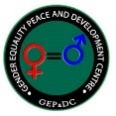 GENDER EQUALITY PEACE AND DEVELOPMENT CENTRE
GEP&DC